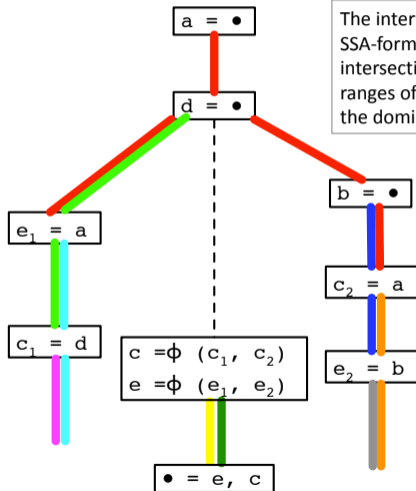 a = •
The inter
SSA-form
intersecti
ranges of
the domi
d = •
b = •
e₁ = a
c₂ = a
c₁ = d
c =ϕ (c₁, c₂)
e =ϕ (e₁, e₂)
e₂ = b
• = e, c